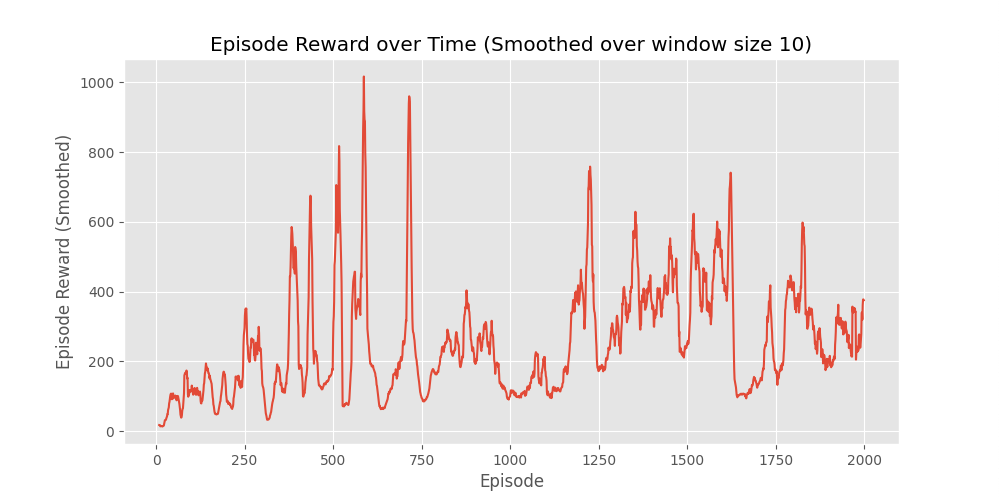 Episode Reward over Time (Smoothed over window size 10)
1000
800
600
400
200
0
Episode Reward (Smoothed)
0 250 500 750 1000 1250 1500 1750 2000
Episode